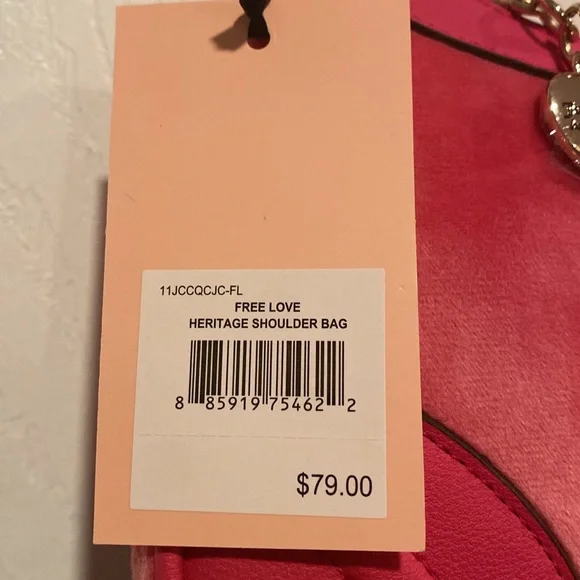 11JCCQCJC-FL
FREE LOVE
HERITAGE SHOULDER BAG
8 85919 75462 2
$79.00